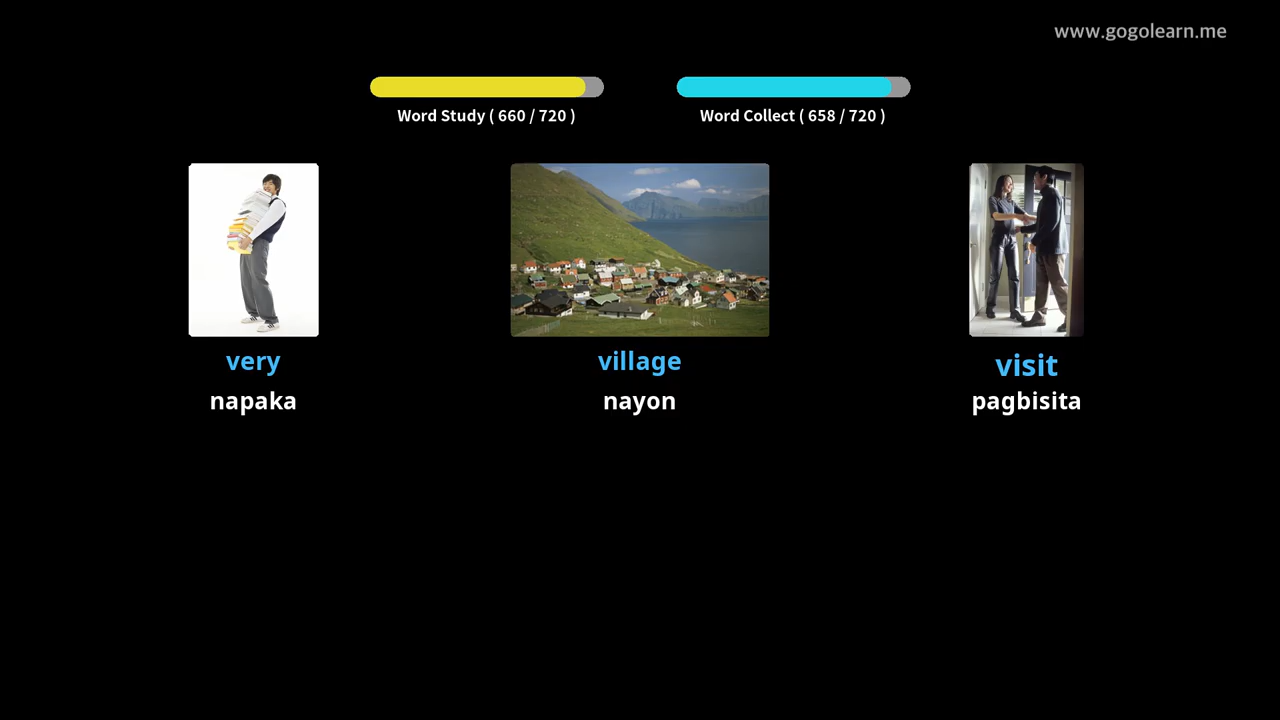 www.gogolearn.me
Word Study ( 660 / 720 )
Word Collect ( 658 / 720 )
very
village
visit
napaka
nayon
pagbisita